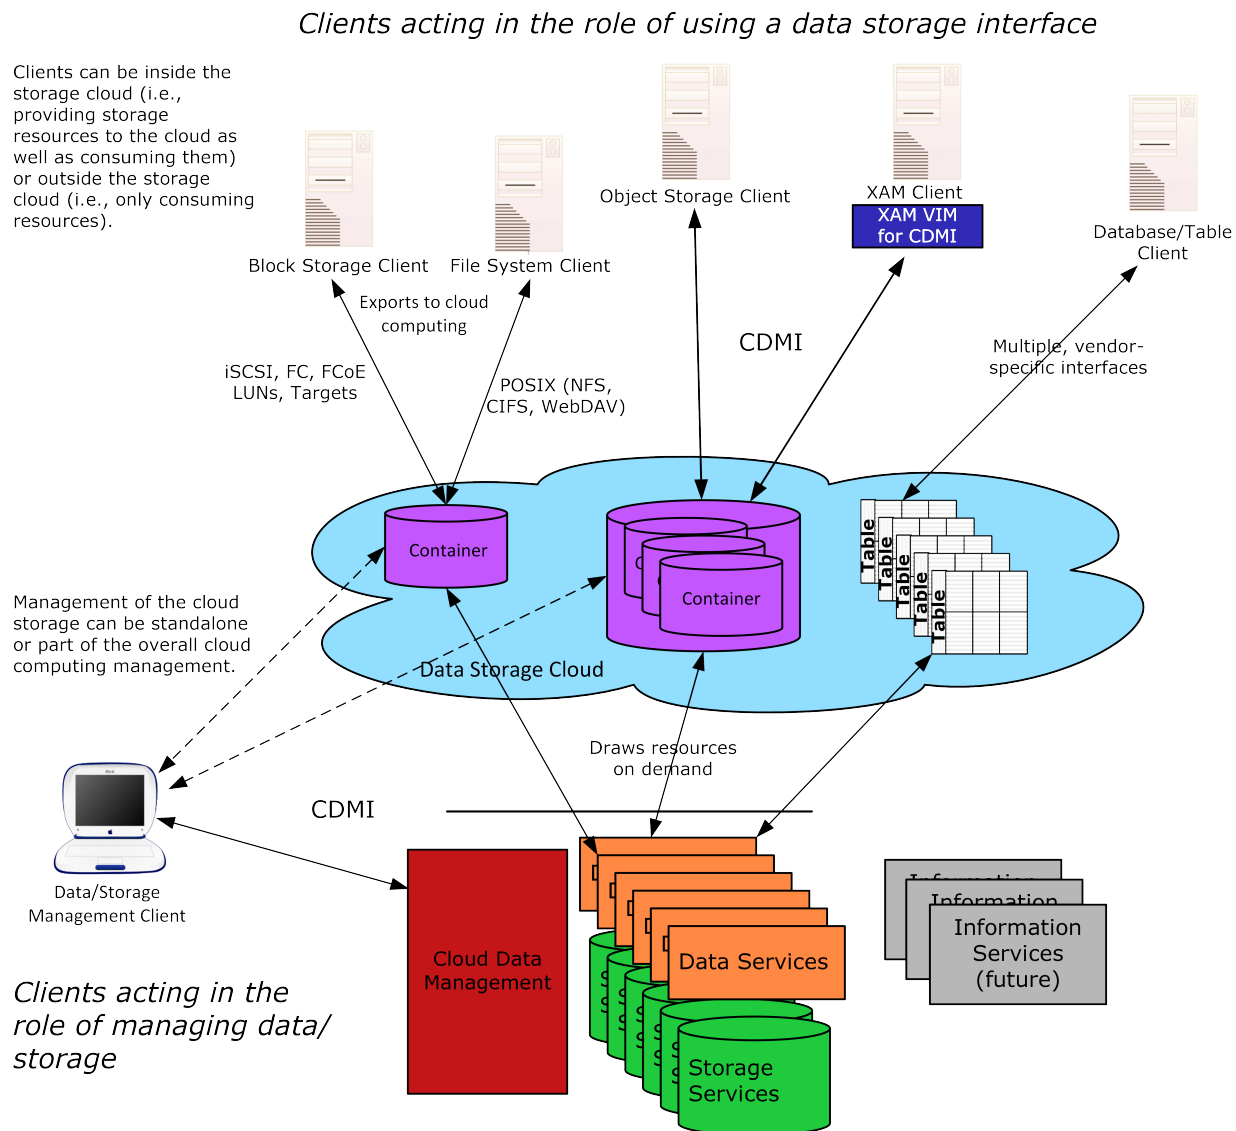 Clients acting in the role of using a data storage interface
Clients can be inside the
storage cloud (i.e.,
providing storage
resources to the cloud as
well as consuming them)
or outside the storage
cloud (i.e., only consuming
resources).
Block Storage Client
File System Client
Object Storage Client
XAM Client
XAM VIM
for CDMI
Database/Table
Client
Exports to cloud
computing
iSCSI, FC, FCoE
LUNs, Targets
POSIX (NFS,
CIFS, WebDAV)
CDMI
Multiple, vendor-
specific interfaces
Container
Container
Table
Table
Table
Table
Table
Data Storage Cloud
Management of the cloud
storage can be standalone
or part of the overall cloud
computing management.
Draws resources
on demand
CDMI
Data/Storage
Management Client
Cloud Data
Management
Data Services
Storage
Services
Information
Information
Information
Services
(future)
Clients acting in the
role of managing data/
storage